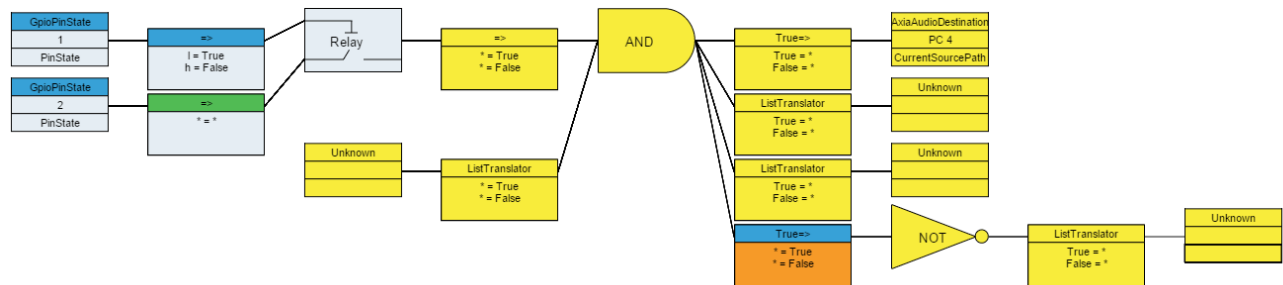 GpioPinState
1
PinState
=>
l = True
h = False
Relay
=>
* = True
* = False
AND
True=>
True = *
False = *
AxiaAudioDestination
PC 4
CurrentSourcePath
GpioPinState
2
PinState
=>
* = *
ListTranslator
True = *
False = *
Unknown
Unknown
ListTranslator
* = True
* = False
ListTranslator
True = *
False = *
Unknown
True=>
* = True
* = False
NOT
ListTranslator
True = *
False = *
Unknown